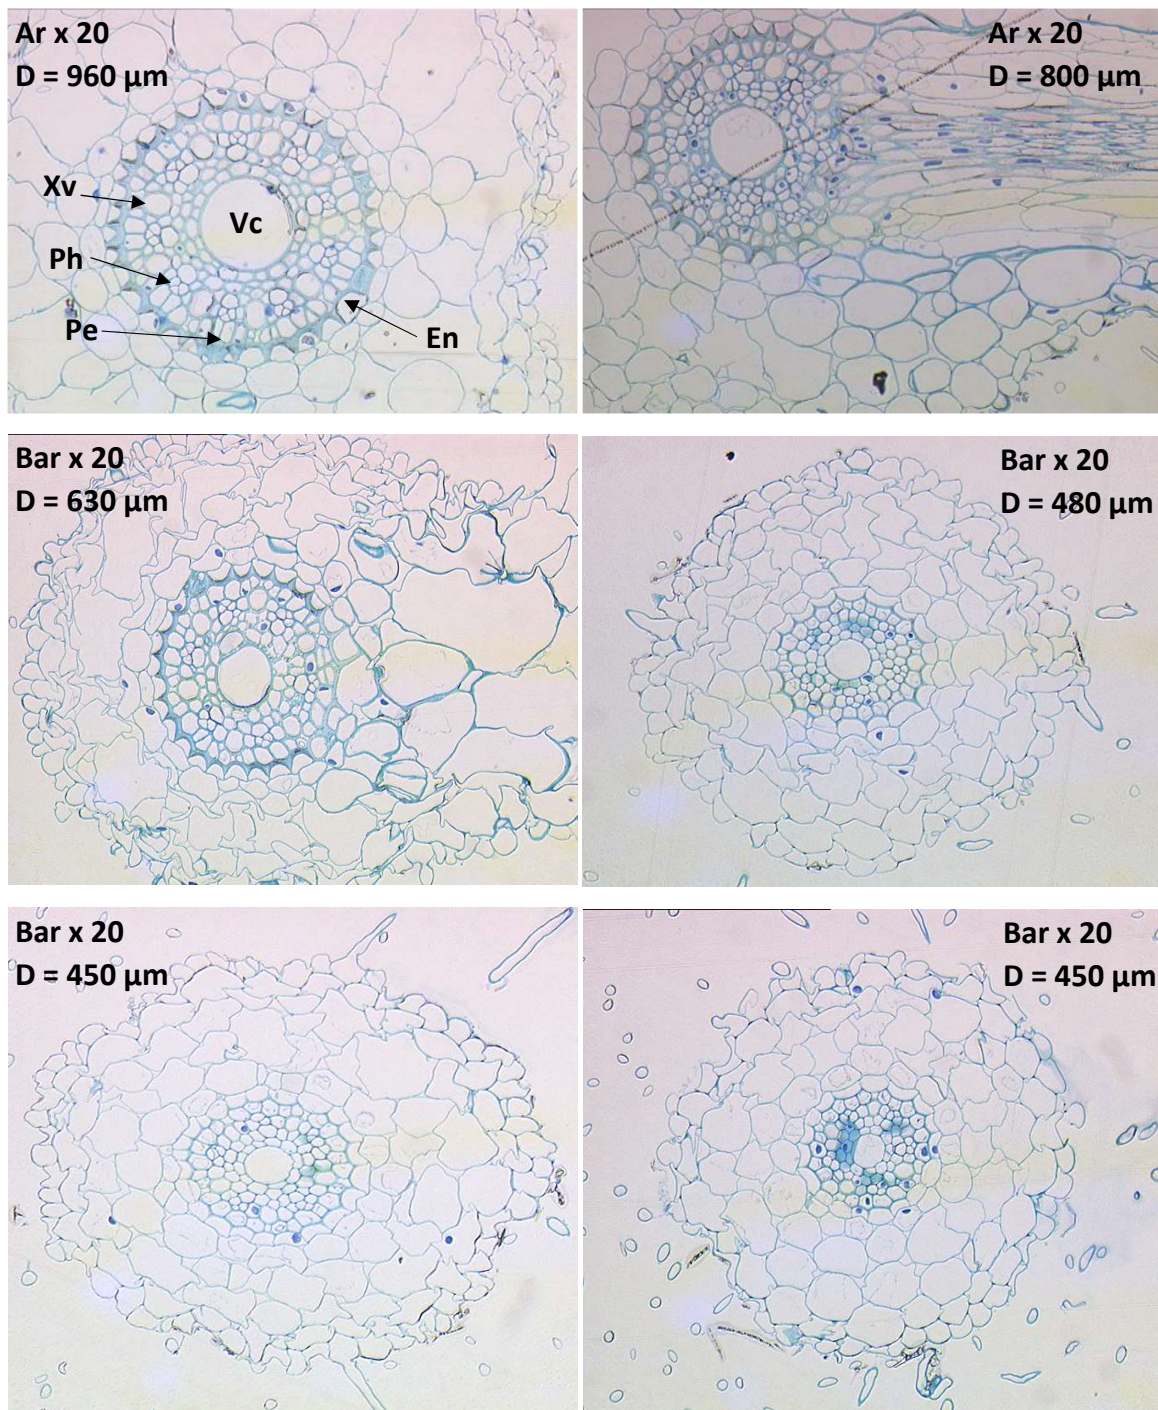 Ar x 20
D = 960 µm
Xv
Vc
Ph
Pe
En
Ar x 20
D = 800 µm
Bar x 20
D = 630 µm
Bar x 20
D = 480 µm
Bar x 20
D = 450 µm
Bar x 20
D = 450 µm